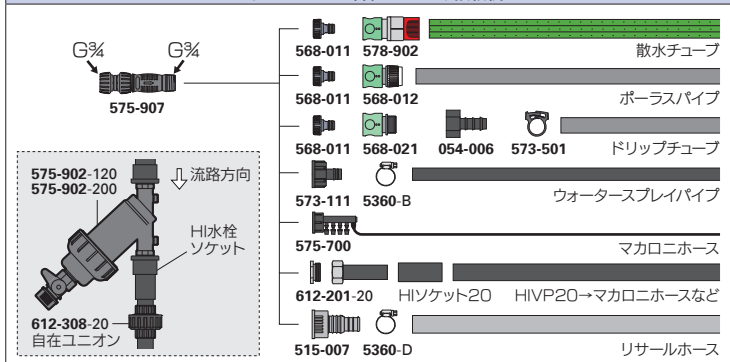 G¾
G¾
575-907
568-011
578-902
散水チューブ
568-011
568-012
ポーラスパイプ
568-011
568-021
054-006
573-501
ドリップチューブ
573-111
5360-B
ウォータースプレイパイプ
575-700
マカロニホース
612-201-20
HIソケット20
HIVP20→マカロニホースなど
515-007
5360-D
リサールホース
575-902-120
575-902-200
流路方向
HI水栓
ソケット
612-308-20
自在ユニオン